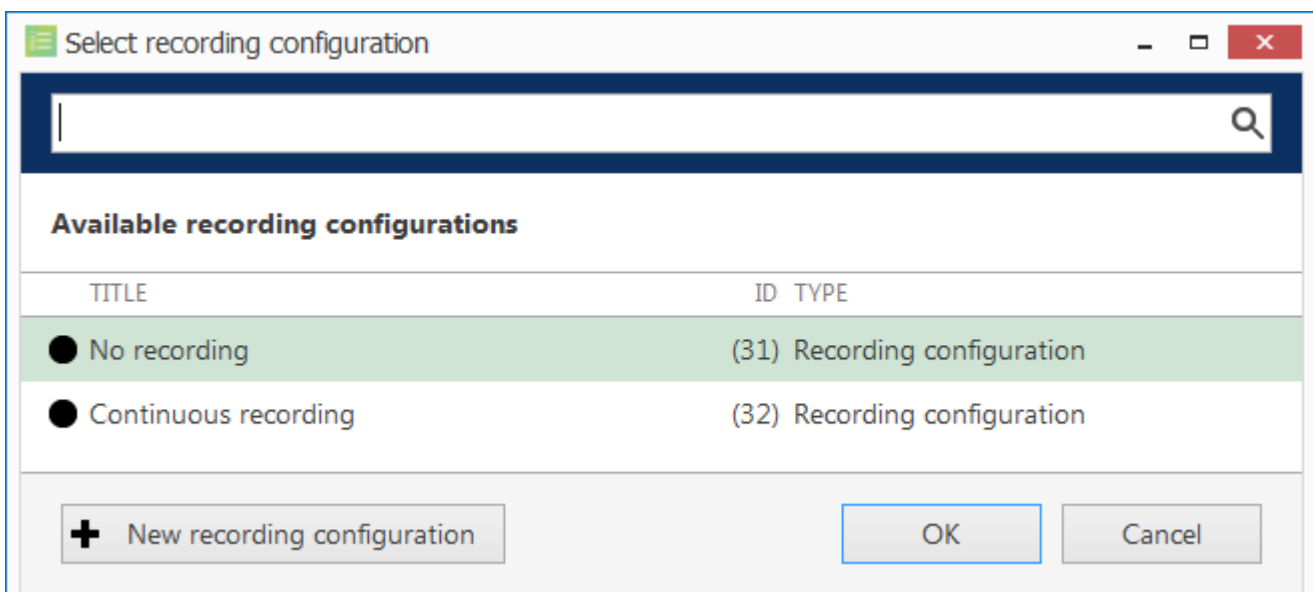 Select recording configuration
Available recording configurations
TITLE ID TYPE
No recording (31) Recording configuration
Continuous recording (32) Recording configuration
New recording configuration OK Cancel